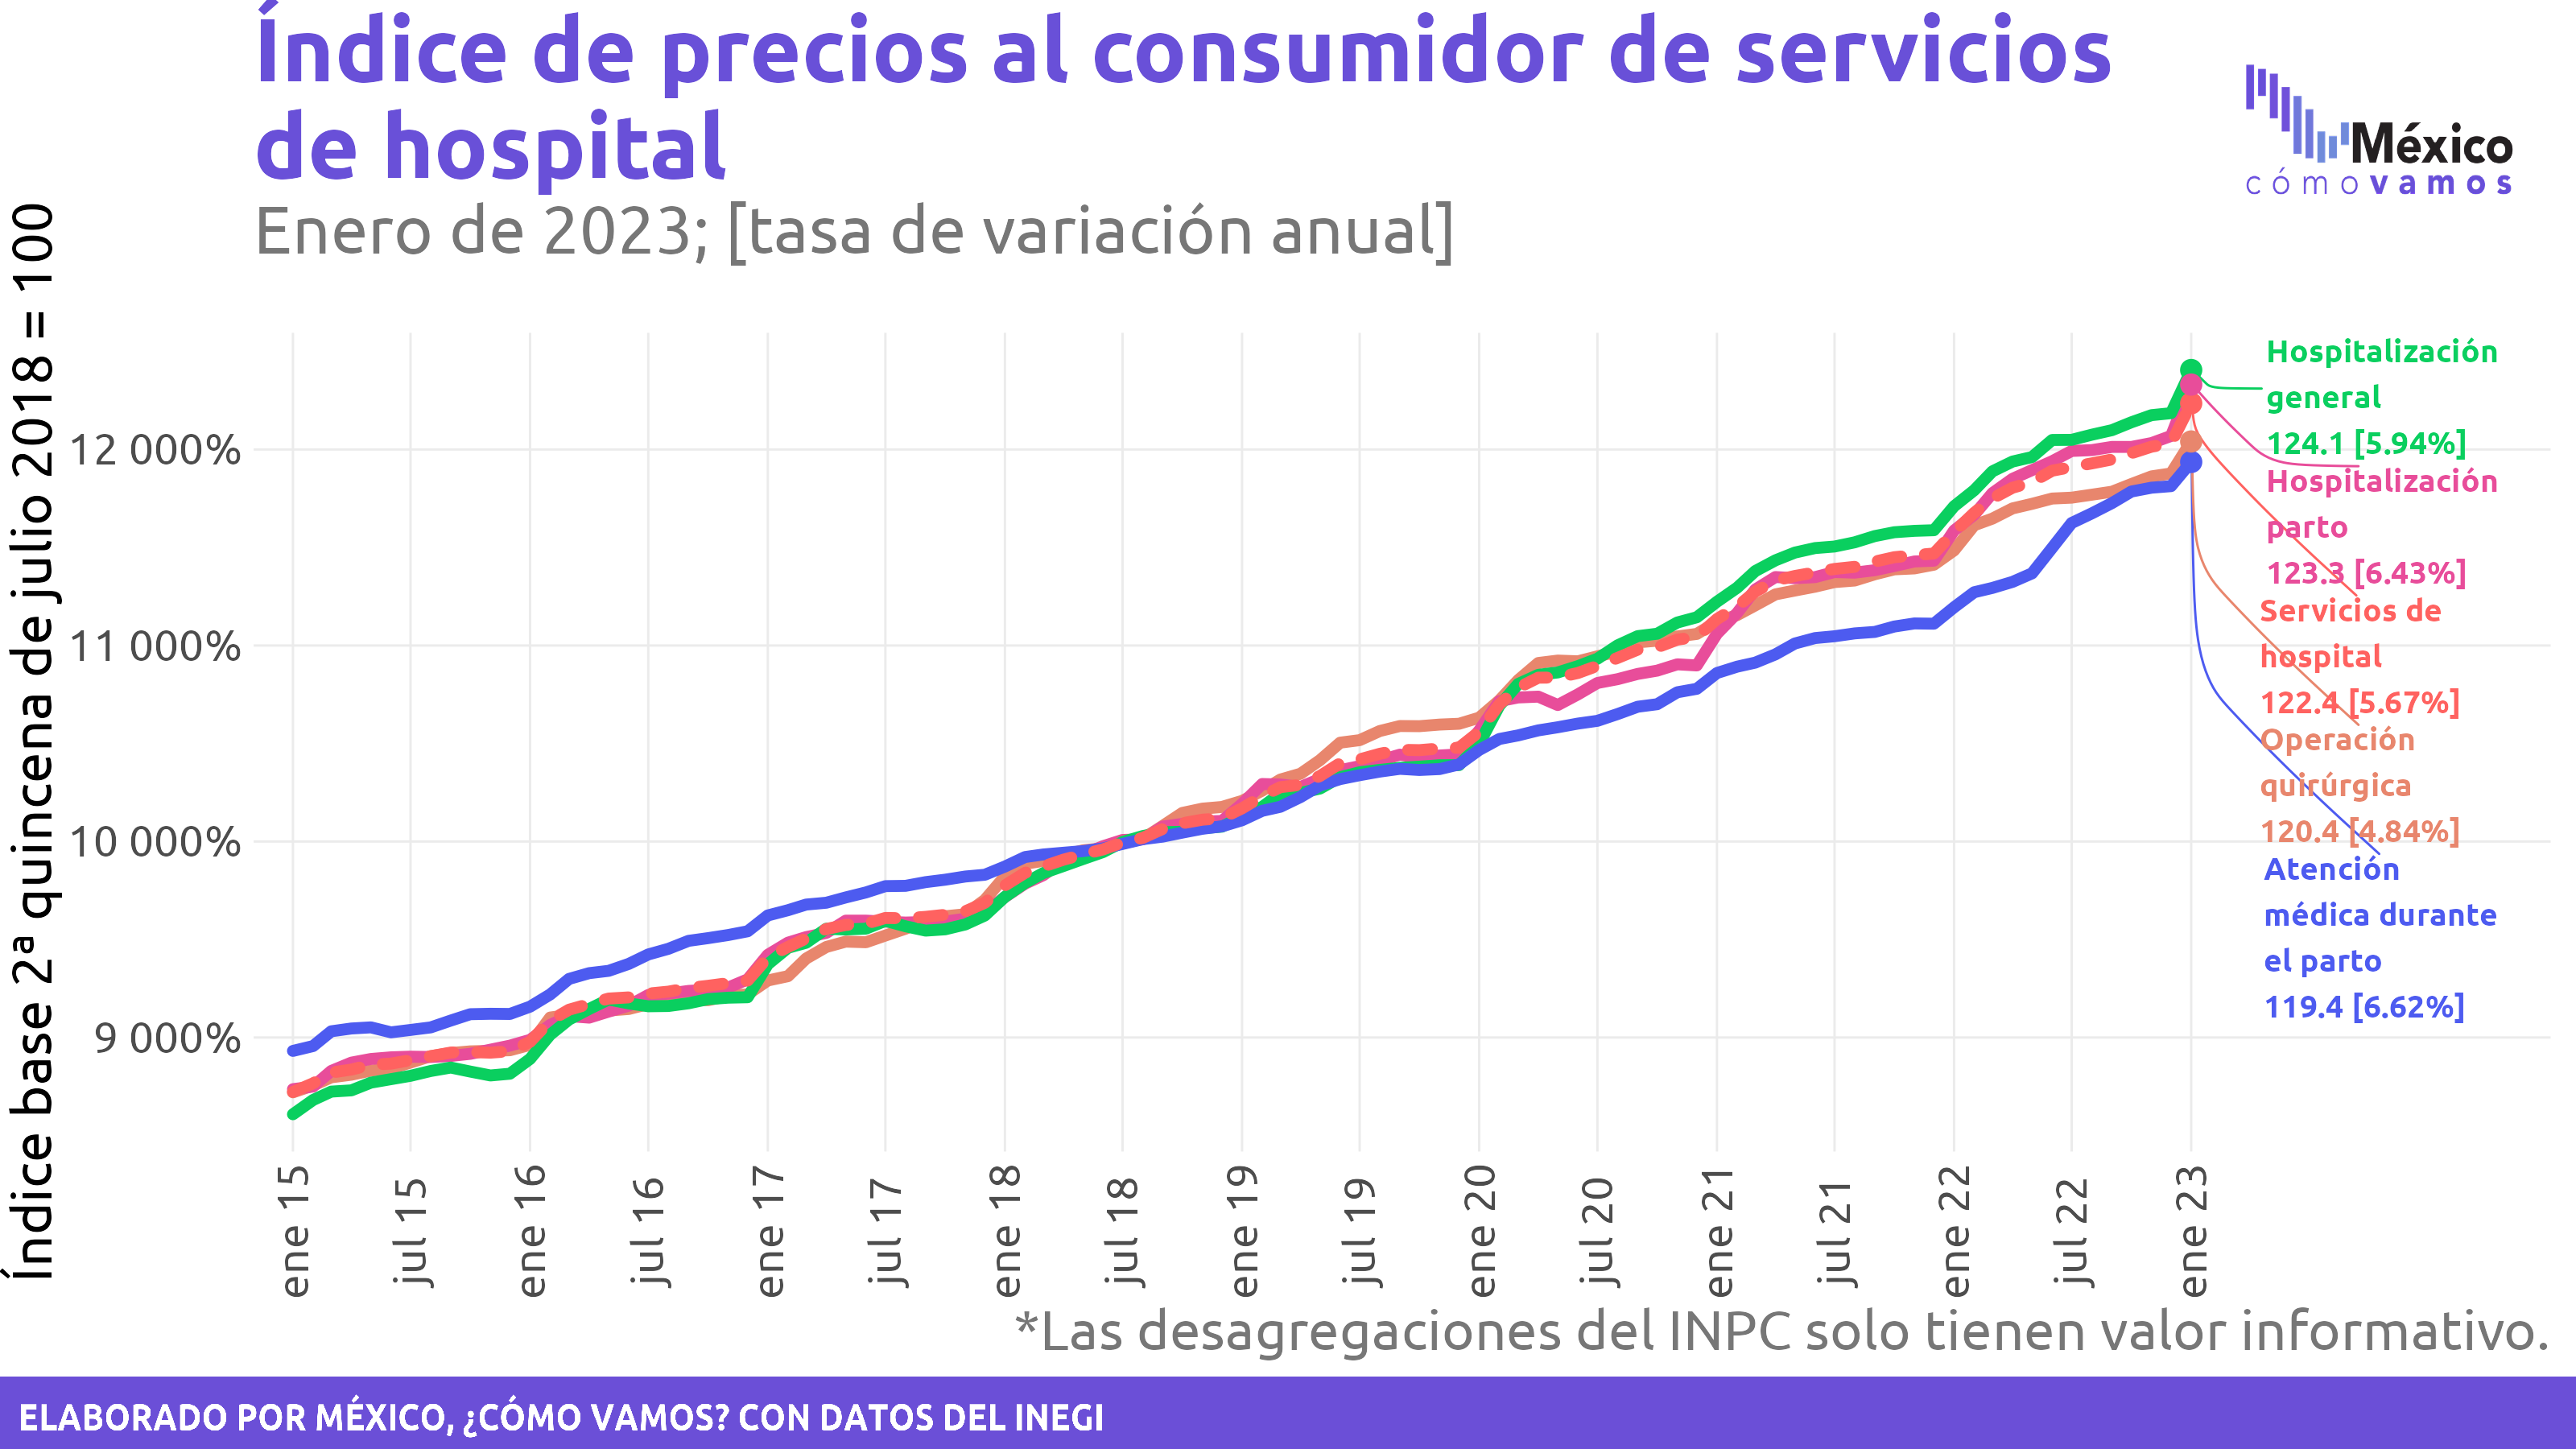 Índice de precios al consumidor de servicios
de hospital
Enero de 2023; [tasa de variación anual]
México
cómo vamos
Índice base 2ª quincena de julio 2018 = 100
12 000%
11 000%
10 000%
9 000%
Hospitalización
general
124.1 [5.94%]
Hospitalización
parto
123.3 [6.43%]
Servicios de
hospital
122.4 [5.67%]
Operación
quirúrgica
120.4 [4.84%]
Atención
médica durante
el parto
119.4 [6.62%]
ene 15
jul 15
ene 16
jul 16
ene 17
jul 17
ene 18
jul 18
ene 19
jul 19
ene 20
jul 20
ene 21
jul 21
ene 22
jul 22
ene 23
*Las desagregaciones del INPC solo tienen valor informativo.
ELABORADO POR MÉXICO, ¿CÓMO VAMOS? CON DATOS DEL INEGI